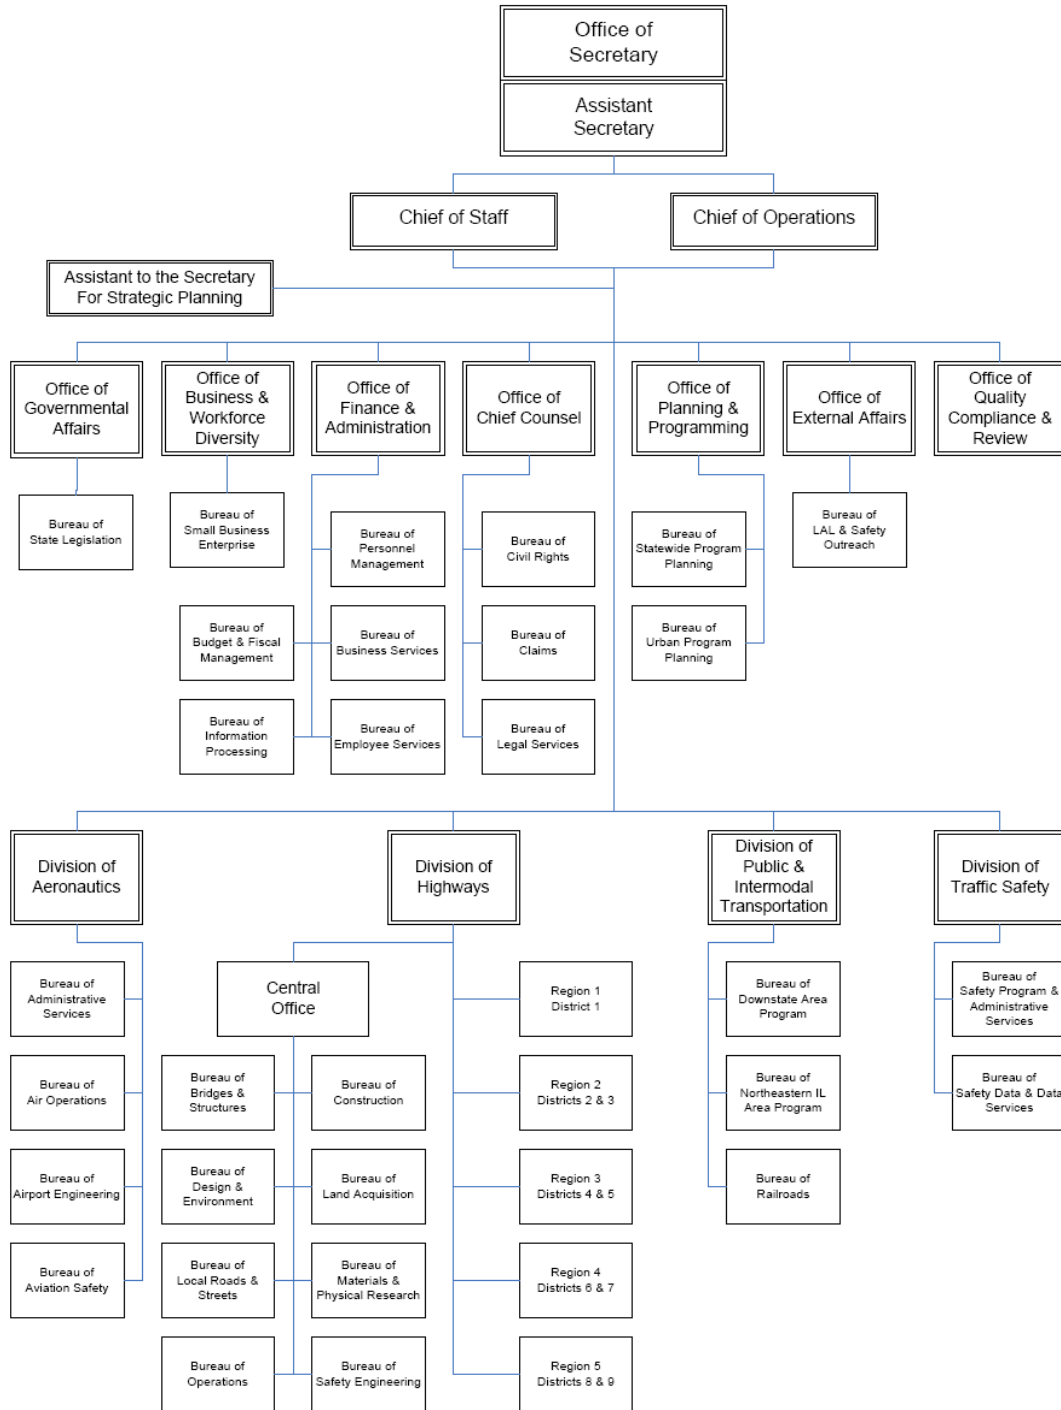 Office of
Secretary
Assistant
Secretary
Chief of Staff
Chief of Operations
Assistant to the Secretary
For Strategic Planning
Office of
Governmental
Affairs
Office of
Business &
Workforce
Diversity
Office of
Finance &
Administration
Office of
Chief Counsel
Office of
Planning &
Programming
Office of
External Affairs
Office of
Quality
Compliance &
Review
Bureau of
State Legislation
Bureau of
Small Business
Enterprise
Bureau of
Personnel
Management
Bureau of
Civil Rights
Bureau of
Statewide Program
Planning
Bureau of
LAL & Safety
Outreach
Bureau of
Budget & Fiscal
Management
Bureau of
Business Services
Bureau of
Claims
Bureau of
Urban Program
Planning
Bureau of
Information
Processing
Bureau of
Employee Services
Bureau of
Legal Services
Division of
Aeronautics
Division of
Highways
Division of
Public &
Intermodal
Transportation
Division of
Traffic Safety
Bureau of
Administrative
Services
Central
Office
Region 1
District 1
Bureau of
Downstate Area
Program
Bureau of
Safety Program &
Administrative
Services
Bureau of
Air Operations
Bureau of
Bridges &
Structures
Bureau of
Construction
Region 2
Districts 2 & 3
Bureau of
Northeastern IL
Area Program
Bureau of
Safety Data & Data
Services
Bureau of
Airport Engineering
Bureau of
Design &
Environment
Bureau of
Land Acquisition
Region 3
Districts 4 & 5
Bureau of
Railroads
Bureau of
Aviation Safety
Bureau of
Local Roads &
Streets
Bureau of
Materials &
Physical Research
Region 4
Districts 6 & 7
Bureau of
Operations
Bureau of
Safety Engineering
Region 5
Districts 8 & 9